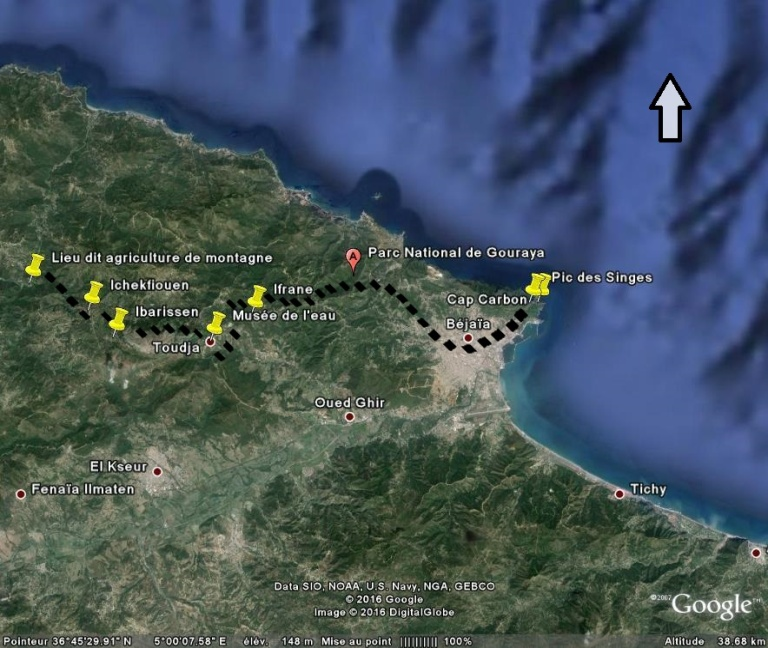 Lieu dit agriculture de montagne
Parc National de Gouraya
A
Ichekfiouen
Ifrane
Pic des Singes
Cap Carbon
Ibarissen
Musée de l'eau
Béjaïa
Toudja
Oued Ghir
El Kseur
Fenaïa Ilmaten
Tichy
Data SIO, NOAA, U.S. Navy, NGA, GEBCO
© 2016 Google
Image © 2016 DigitalGlobe
©2007 Google™
Pointeur 36°45'29.91" N 5°00'07.58" E élév. 148 m Mise au point |||||||||| 100% Altitude 38.68 km